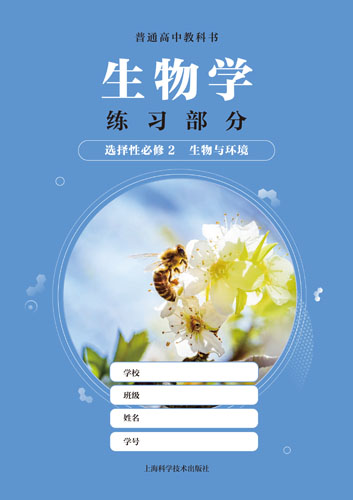 普通高中教科书
生物学
练习部分
选择性必修2 生物与环境
学校
班级
姓名
学号
上海科学技术出版社